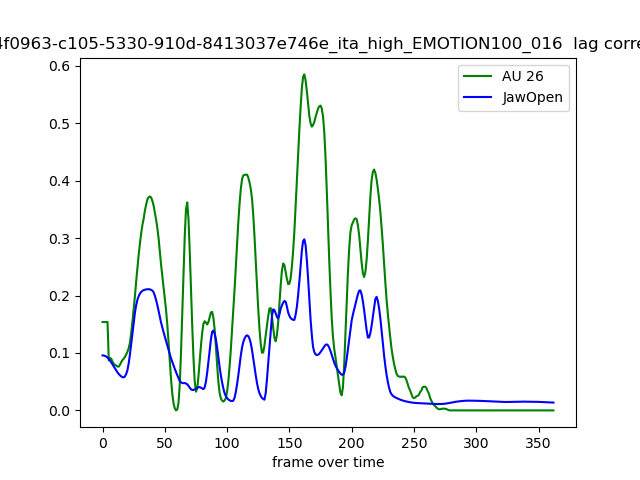 4f0963-c105-5330-910d-8413037e746e_ita_high_EMOTION100_016 lag corre
AU 26
JawOpen
0.6
0.5
0.4
0.3
0.2
0.1
0.0
0 50 100 150 200 250 300 350
frame over time